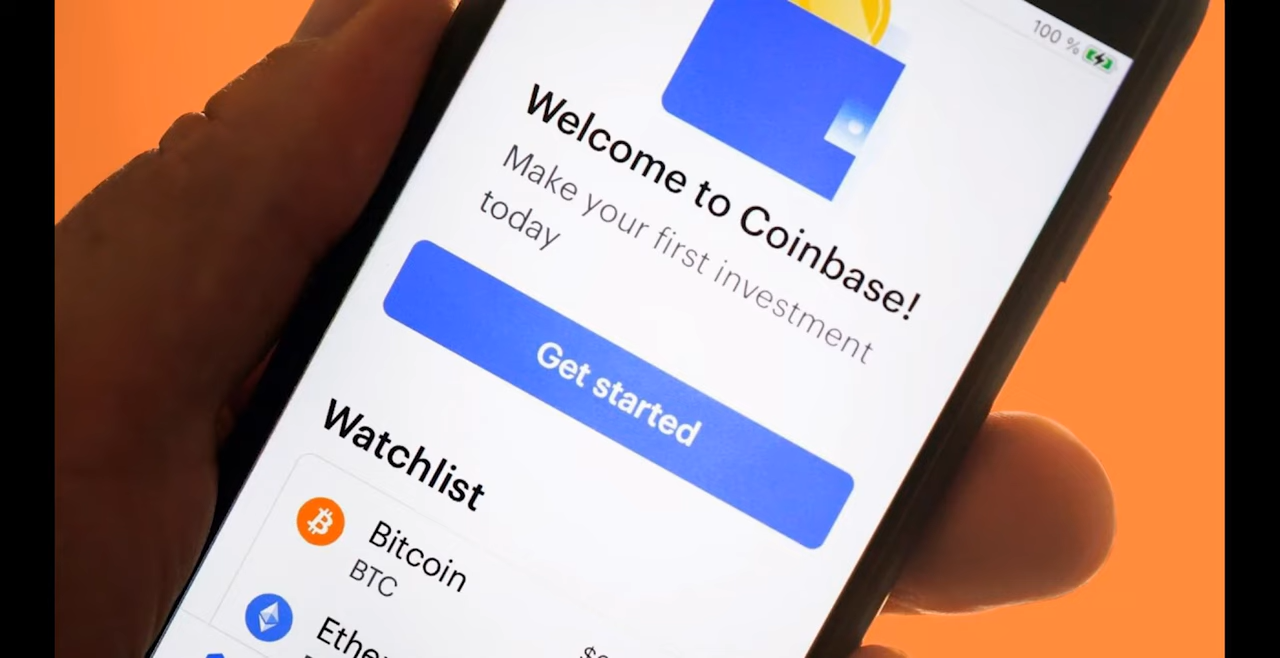 100 %
Welcome to Coinbase!
Make your first investment
today
Get started
Watchlist
Bitcoin
BTC